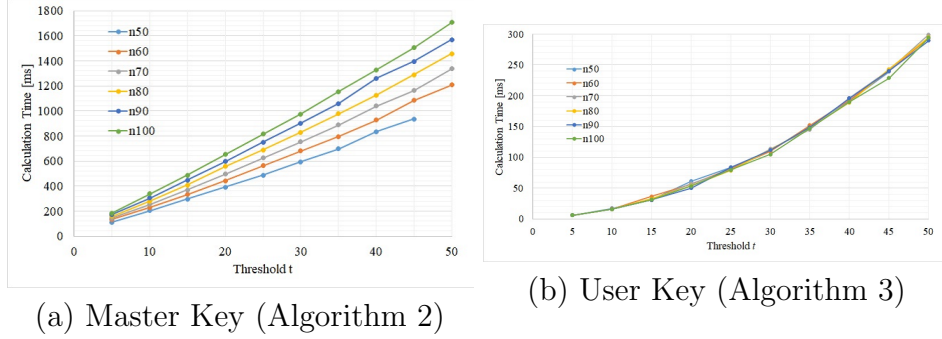 1800
1600
1400
1200
1000
800
600
400
200
0
Calculation Time [ms]
n50
n60
n70
n80
n90
n100
0 10 20 30 40 50
Threshold t
(a) Master Key (Algorithm 2)
300
250
200
150
100
50
0
Calculation Time [ms]
n50
n60
n70
n80
n90
n100
0 5 10 15 20 25 30 35 40 45 50
Threshold t
(b) User Key (Algorithm 3)